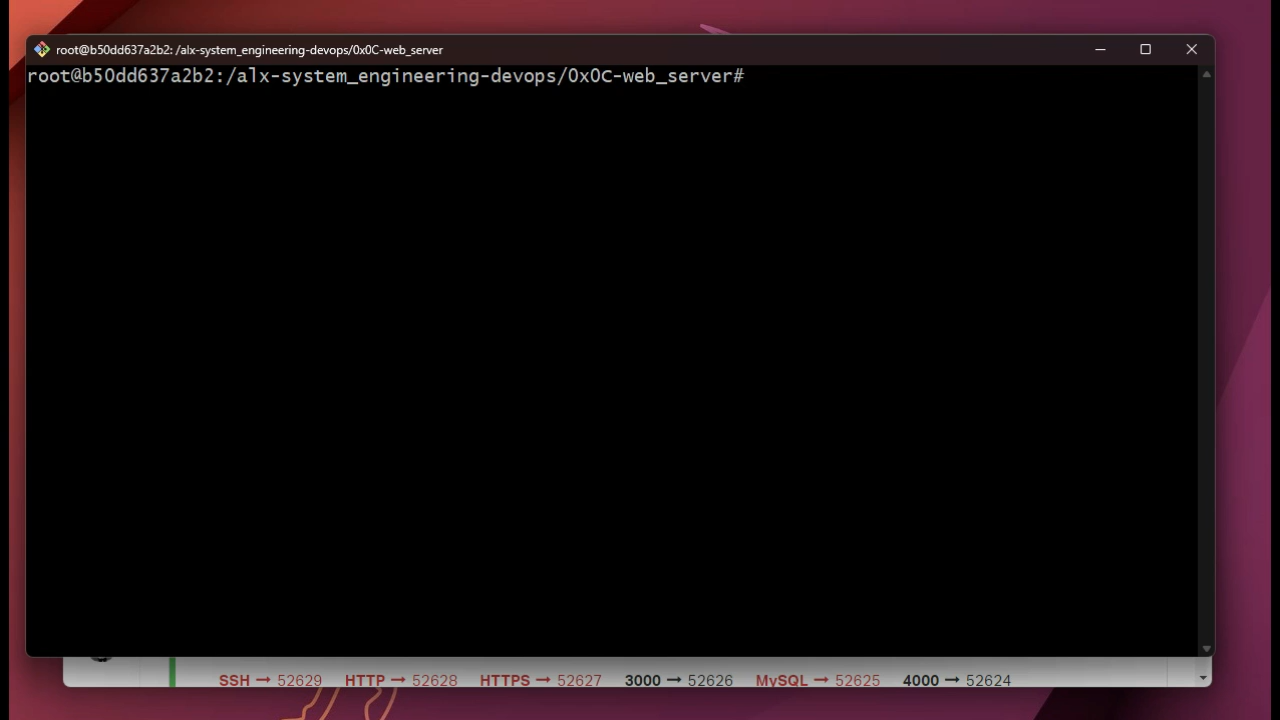 root@b50dd637a2b2: /alx-system_engineering-devops/0x0C-web_server
root@b50dd637a2b2:/alx-system_engineering-devops/0x0C-web_server#
SSH → 52629 HTTP → 52628 HTTPS → 52627 3000 → 52626 MySQL → 52625 4000 → 52624